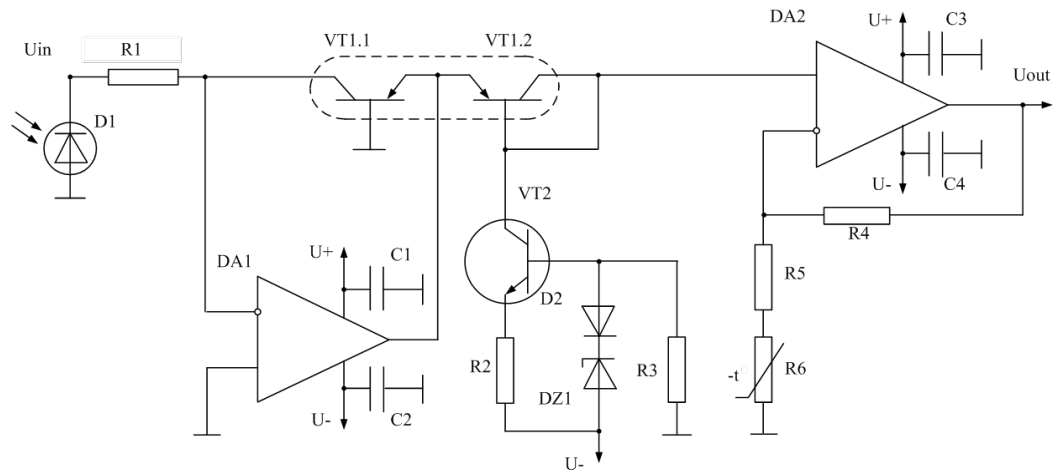 DA2
U+
C3
Uin
R1
VT1.1
VT1.2
Uout
D1
U-
C4
VT2
R4
U+
C1
DA1
D2
R5
R2
R3
-t°
R6
DZ1
U-
C2
U-